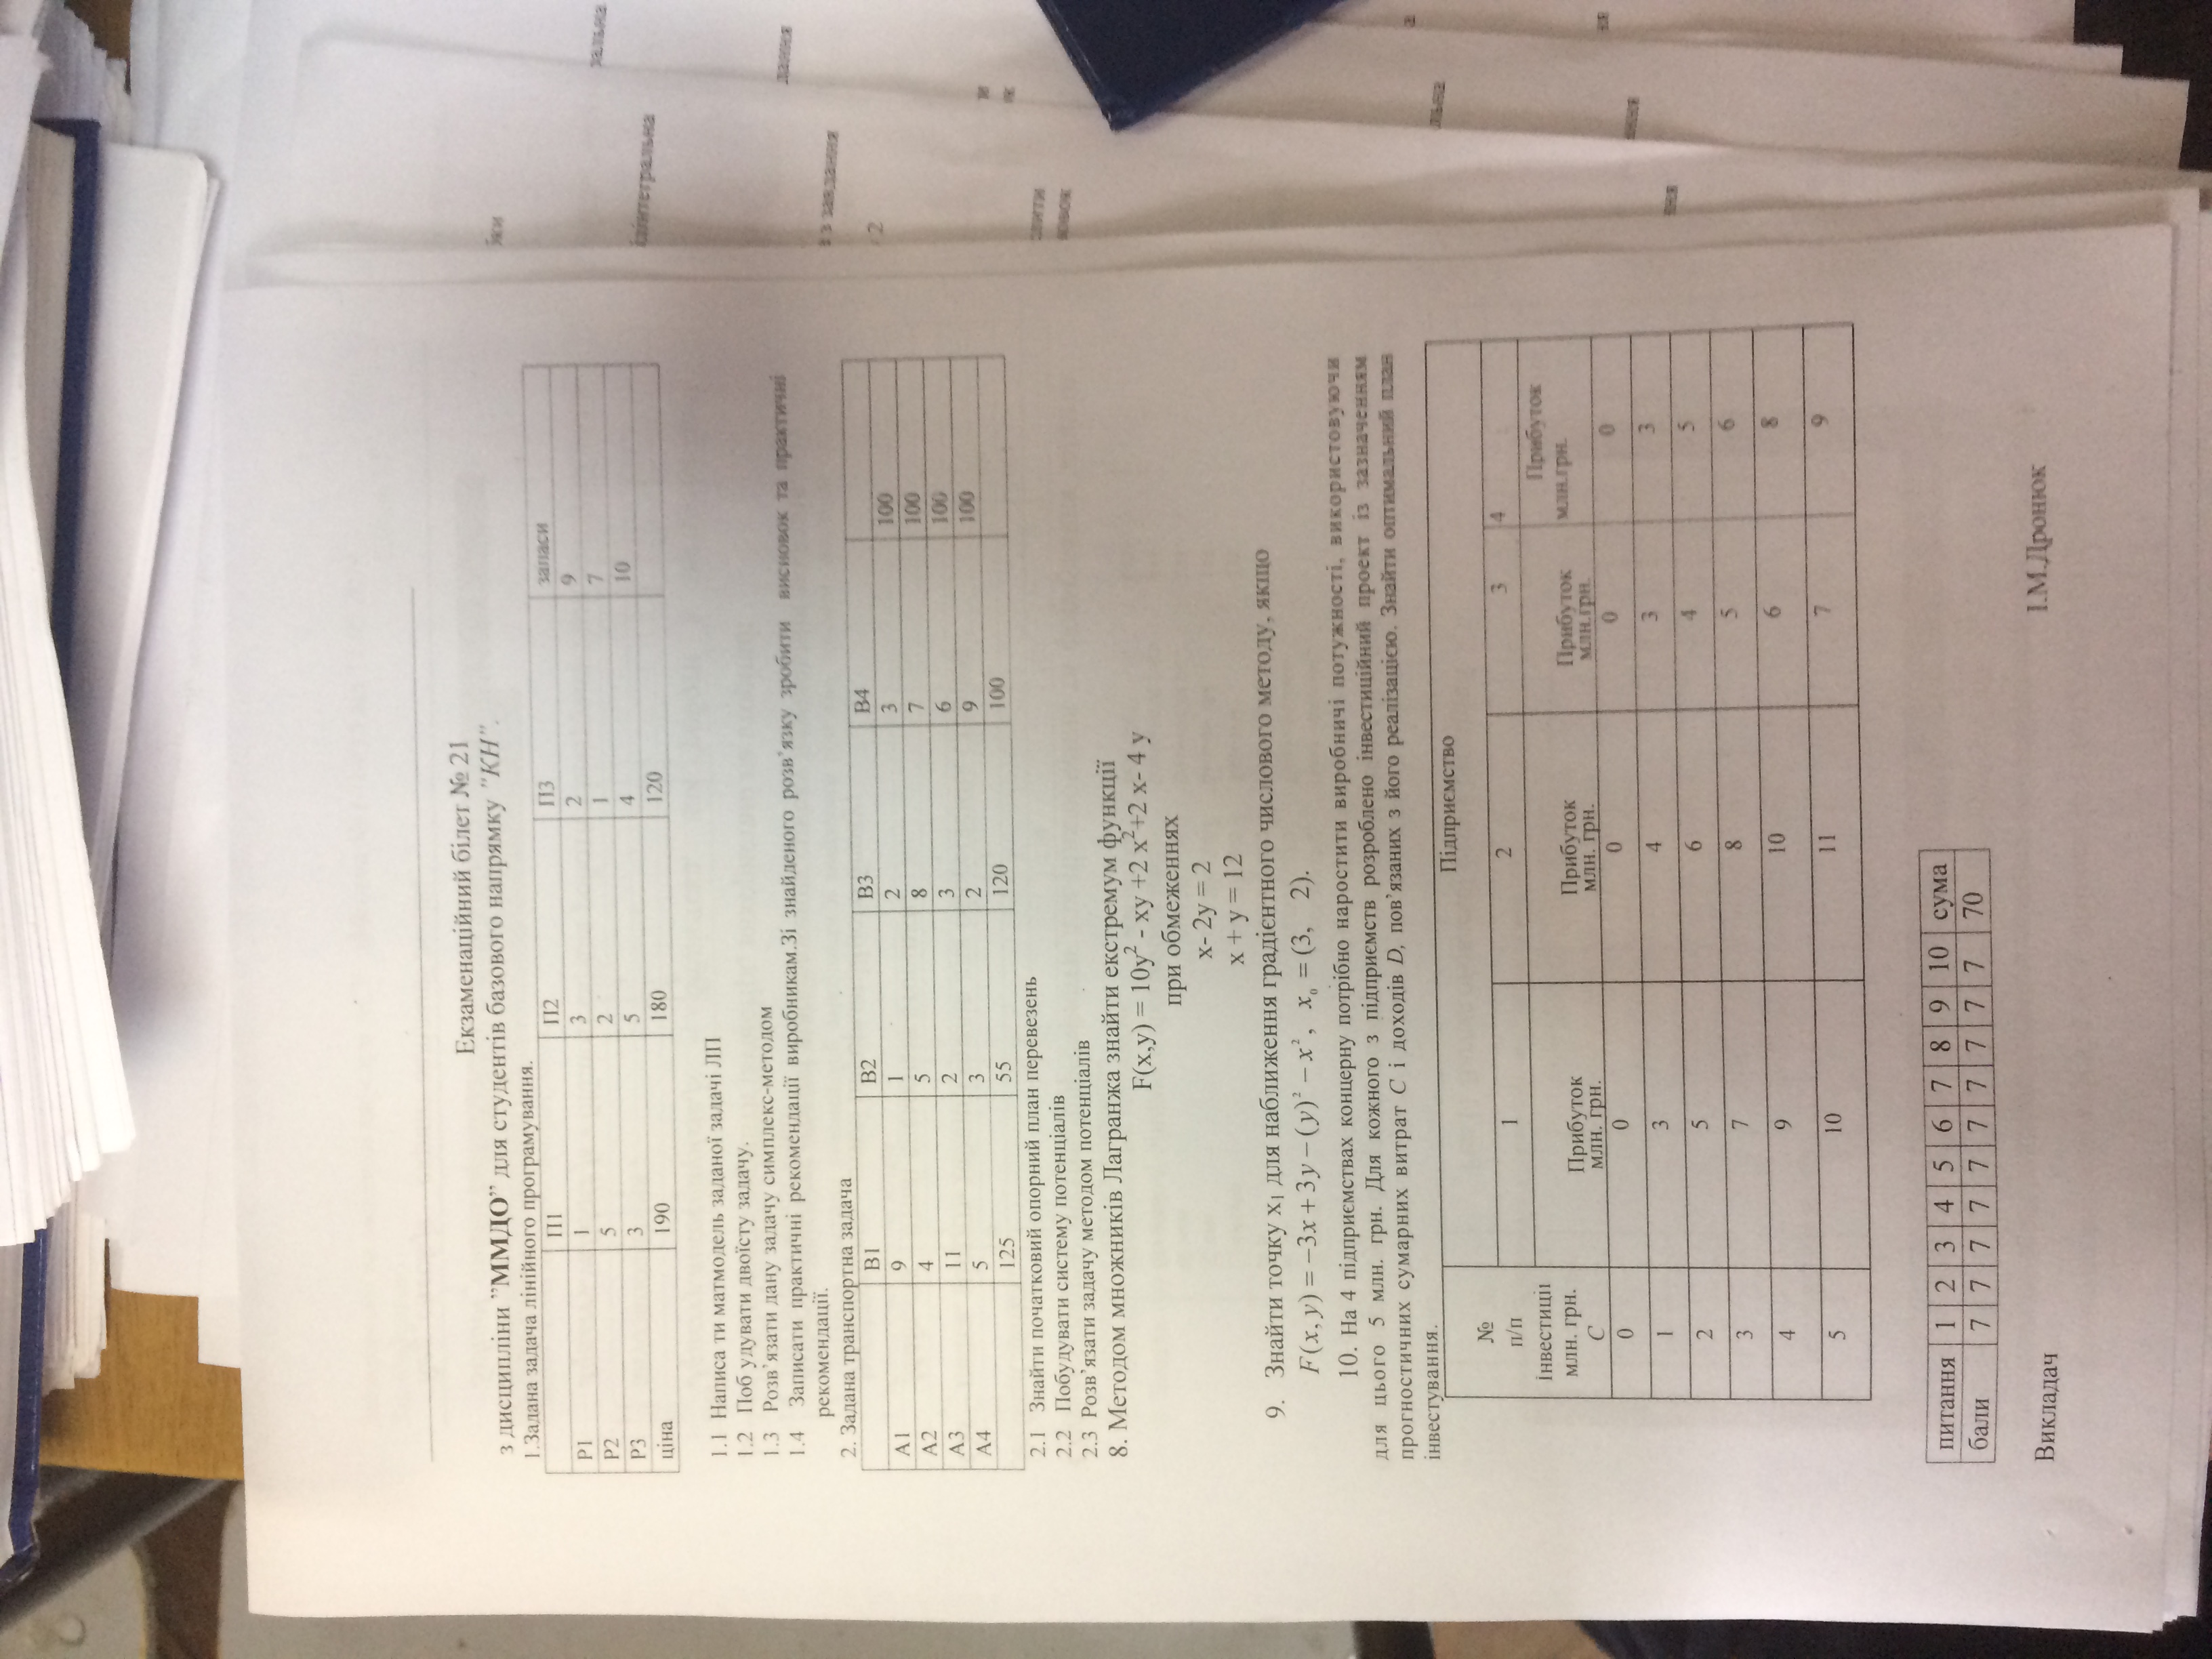 Екзаменаційний білет № 21
з дисципліни ”ММДО” для студентів базового напрямку "КН".
1.Задана задача лінійного програмування.
П1 П2 П3 запаси
Р1 1 3 2 9
Р2 5 2 1 7
Р3 3 5 4 10
ціна 190 180 120
1.1 Написа ти матмодель заданої задачі ЛП
1.2 Поб удувати двоїсту задачу.
1.3 Розв’язати дану задачу симплекс-методом
1.4 Записати практичні рекомендації виробникам.Зі знайденого розв’язку зробити висновок та практичні
рекомендації.
2. Задана транспортна задача
В1 В2 В3 В4
А1 9 1 2 3 100
А2 4 5 8 7 100
А3 11 2 3 6 100
А4 5 3 2 9 100
125 55 120 100
2.1 Знайти початковий опорний план перевезень
2.2 Побудувати систему потенціалів
2.3 Розв’язати задачу методом потенціалів
8. Методом множників Лагранжа знайти екстремум функції
F(x,y) = 10y² - xy +2 x²+2 x- 4 y
при обмеженнях
x- 2y = 2
x + y = 12
9. Знайти точку x₁ для наближення градієнтного числового методу, якщо
F(x, y) = −3x + 3y − (y)² − x², x₀ = (3, 2).
10. На 4 підприємствах концерну потрібно наростити виробничі потужності, використовуючи
для цього 5 млн. грн. Для кожного з підприємств розроблено інвестиційний проект із зазначенням
прогностичних сумарних витрат С і доходів D, пов’язаних з його реалізацією. Знайти оптимальний план
інвестування.
№
п/п
інвестиції
млн. грн.
С
Підприємство
1 2 3 4
Прибуток
млн. грн.
Прибуток
млн. грн.
Прибуток
млн.грн.
Прибуток
млн.грн.
0 0 0 0 0
1 3 4 3 3
2 5 6 4 5
3 7 8 5 6
4 9 10 6 8
5 10 11 7 9
питання 1 2 3 4 5 6 7 8 9 10 сума
бали 7 7 7 7 7 7 7 7 7 7 70
Викладач І.М.Дронюк